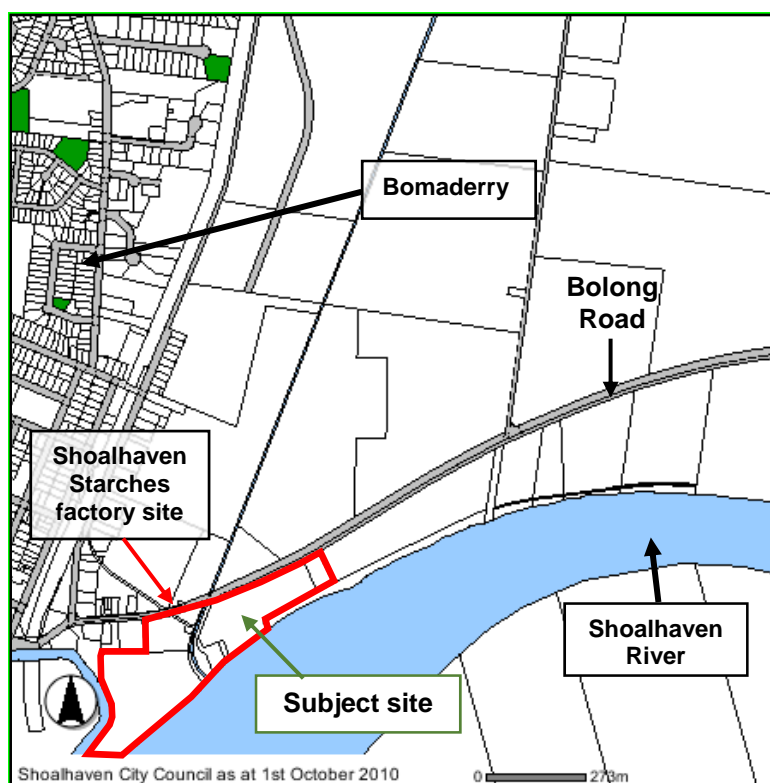 Bomaderry
Bolong
Road
Shoalhaven
Starches
factory site
Shoalhaven
River
Subject site
Shoalhaven City Council as at 1st October 2010
0 273m